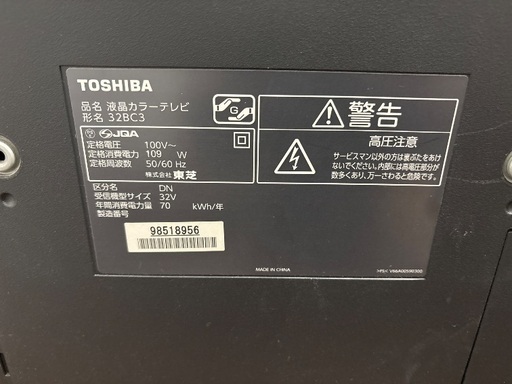 TOSHIBA
品名 液晶カラーテレビ
形名 32BC3
G
JQA
定格電圧 100V~
定格消費電力 109 W
定格周波数 50/60 Hz
株式会社 東芝
区分名 DN
受信機型サイズ 32V
年間消費電力量 70 kWh/年
製造番号
98518956
警告
高圧注意
サービスマン以外の方は裏ぶたをあけ
ないでください。内部には高電圧部分が
数多くあり、万一さわると危険です。
MADE IN CHINA